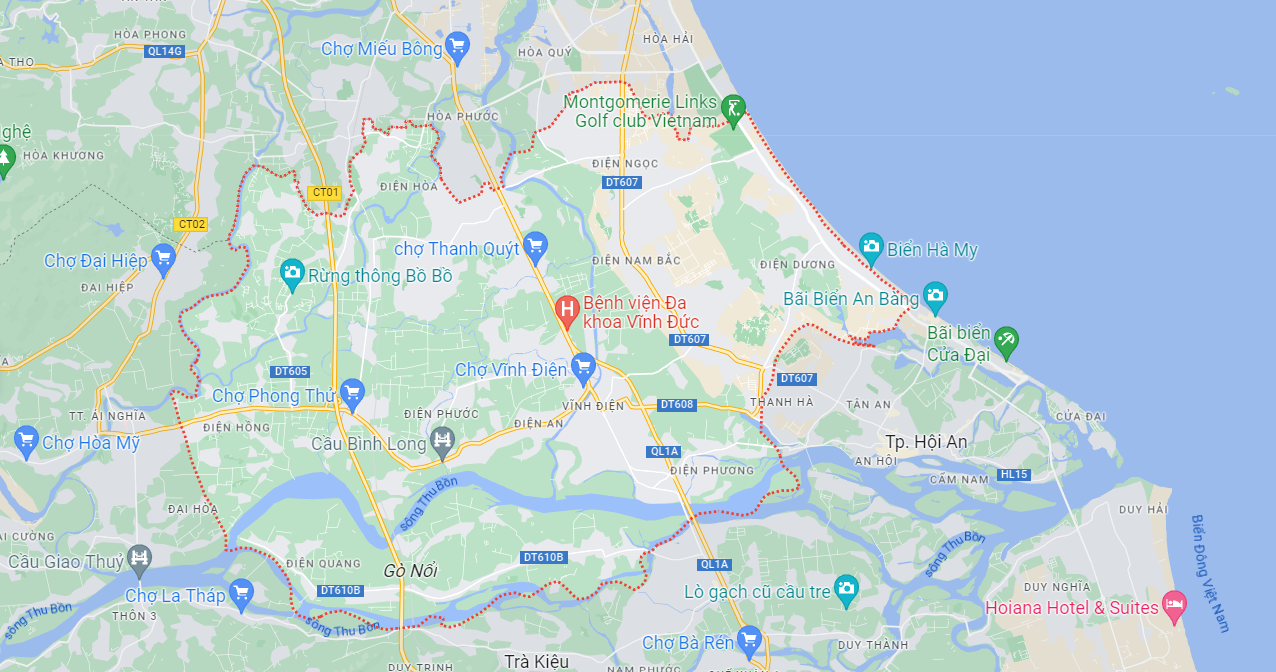 HÒA PHONG
QL14G
Chợ Miếu Bông
HÒA QUÝ
HÒA HẢI
HÒA PHƯỚC
Montgomerie Links
Golf club Vietnam
HÒA KHƯƠNG
ĐIỆN NGỌC
DT607
ĐIỆN HÒA
CT01
CT02
Chợ Đại Hiệp
chợ Thanh Quýt
Biển Hà My
ĐIỆN NAM BẮC
ĐIỆN DƯƠNG
Rừng thông Bồ Bồ
ĐẠI HIỆP
Bãi Biển An Bàng
Bệnh viện Đa
khoa Vĩnh Đức
Bãi biển
Cửa Đại
DT607
DT605
Chợ Vĩnh Điện
DT607
Chợ Phong Thử
THANH HÀ
TÂN AN
TT. ÁI NGHĨA
ĐIỆN PHƯỚC
VĨNH ĐIỆN
DT608
CỬA ĐẠI
ĐIỆN HỒNG
ĐIỆN AN
Chợ Hòa Mỹ
Cầu Bình Long
Tp. Hội An
QL1A
AN HỘI
ĐIỆN PHƯƠNG
HL15
CẨM NAM
sông Thu Bồn
ĐẠI HÒA
DUY HẢI
Biển Đông Việt Nam
sông Thu Bồn
Cầu Giao Thuỷ
ĐIỆN QUANG
DT610B
QL1A
Gò Nổi
DT610B
DUY NGHĨA
Chợ La Tháp
Lò gạch cũ cầu tre
Hoiana Hotel & Suites
sông Thu Bồn
THÔN 3
sông Thu Bồn
Chợ Bà Rén
DUY THÀNH
DUY TRINH
Trà Kiệu
NAM PHƯỚC